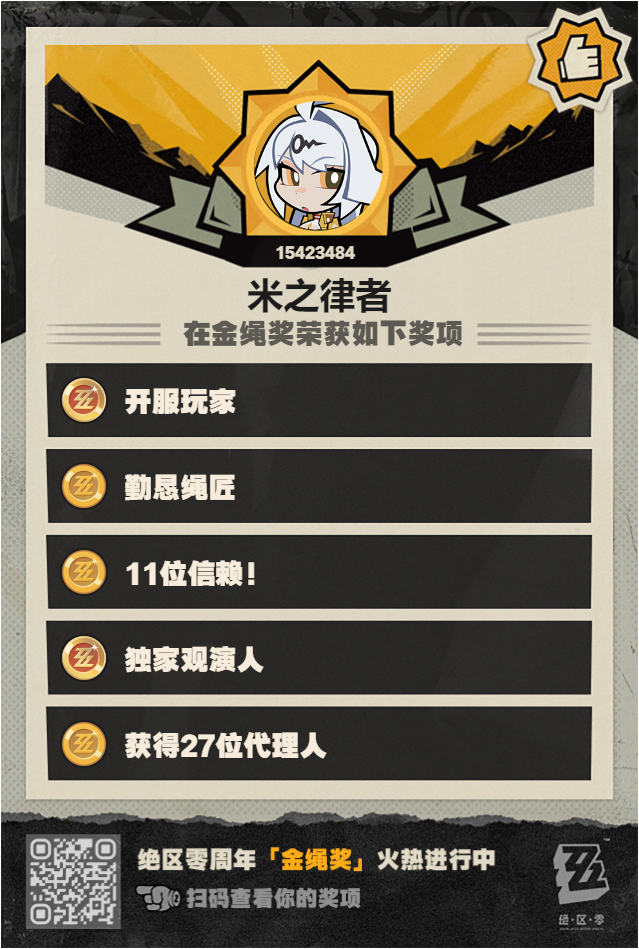 15423484
米之律者
在金绳奖荣获如下奖项
开服玩家
勤恳绳匠
11位信赖！
独家观演人
获得27位代理人
绝区零周年「金绳奖」火热进行中
扫码查看你的奖项
绝·区·零